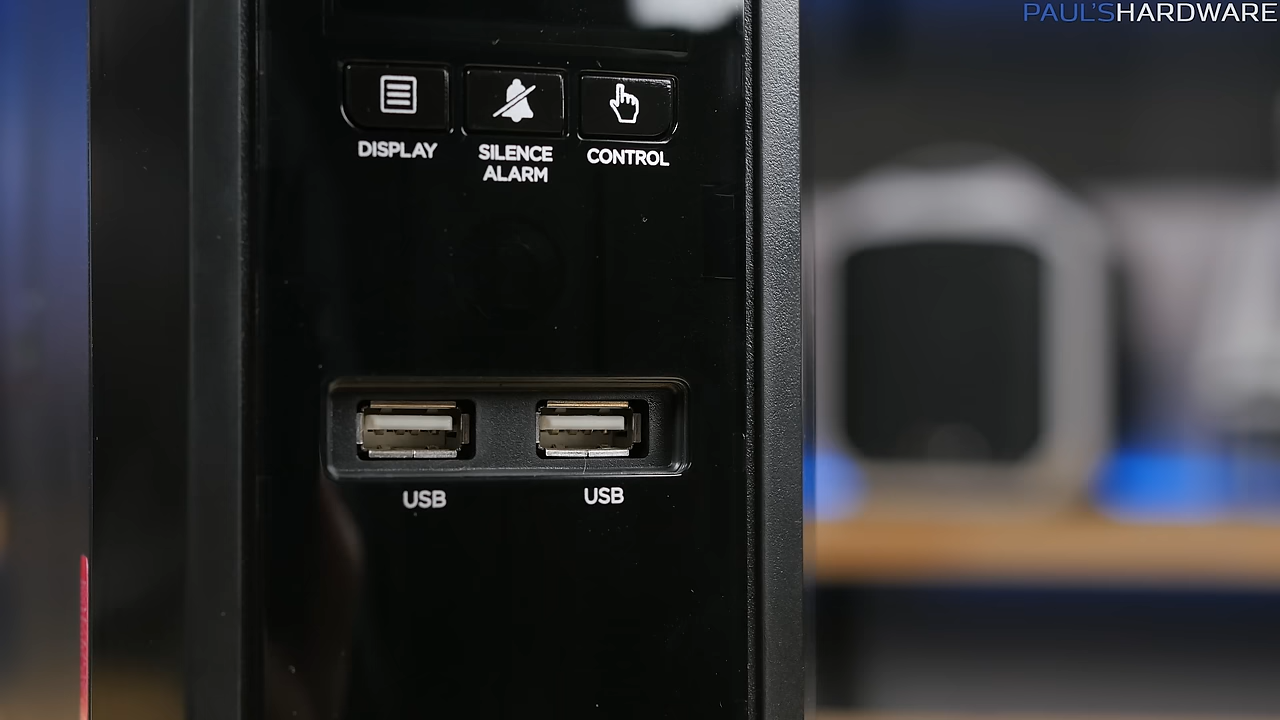 PAUL'SHARDWARE
DISPLAY
SILENCE
ALARM
CONTROL
USB
USB